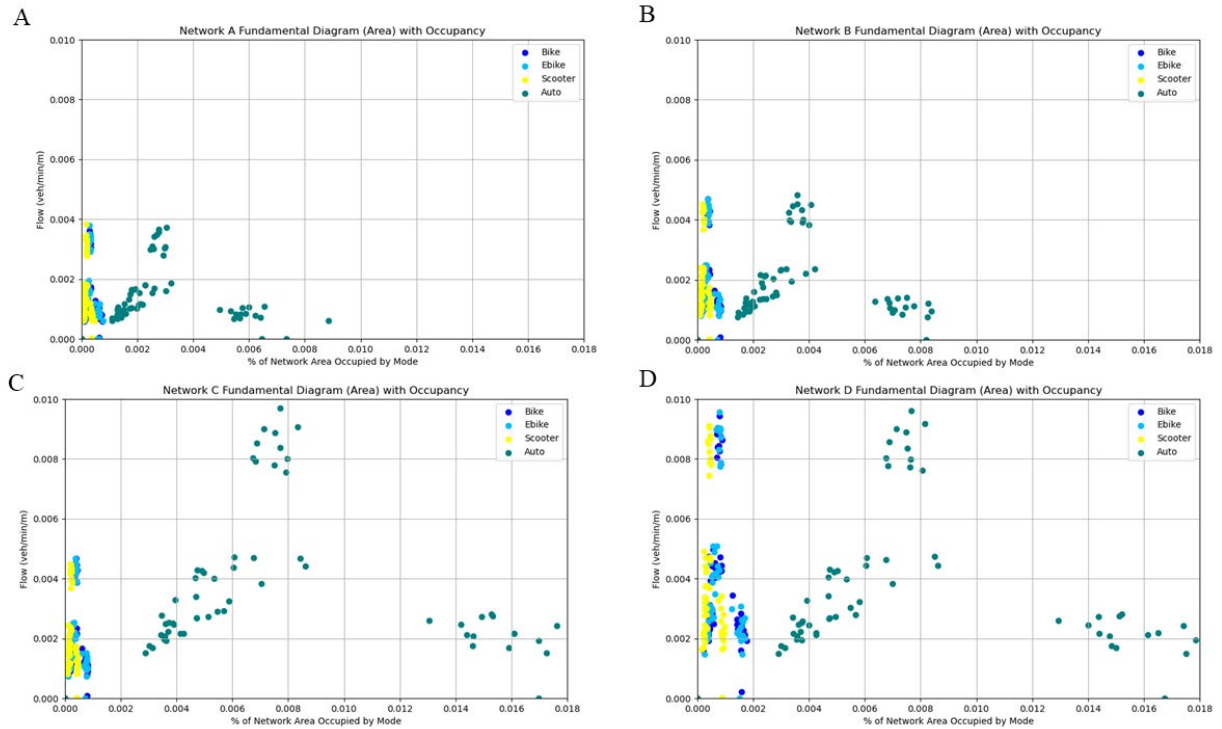 A
Network A Fundamental Diagram (Area) with Occupancy
0.010
0.008
0.006
0.004
0.002
0.000
Flow (veh/min/m)
Bike
Ebike
Scooter
Auto
0.000 0.002 0.004 0.006 0.008 0.010 0.012 0.014 0.016 0.018
% of Network Area Occupied by Mode
B
Network B Fundamental Diagram (Area) with Occupancy
0.010
0.008
0.006
0.004
0.002
0.000
Flow (veh/min/m)
Bike
Ebike
Scooter
Auto
0.000 0.002 0.004 0.006 0.008 0.010 0.012 0.014 0.016 0.018
% of Network Area Occupied by Mode
C
Network C Fundamental Diagram (Area) with Occupancy
0.010
0.008
0.006
0.004
0.002
0.000
Flow (veh/min/m)
Bike
Ebike
Scooter
Auto
0.000 0.002 0.004 0.006 0.008 0.010 0.012 0.014 0.016 0.018
% of Network Area Occupied by Mode
D
Network D Fundamental Diagram (Area) with Occupancy
0.010
0.008
0.006
0.004
0.002
0.000
Flow (veh/min/m)
Bike
Ebike
Scooter
Auto
0.000 0.002 0.004 0.006 0.008 0.010 0.012 0.014 0.016 0.018
% of Network Area Occupied by Mode